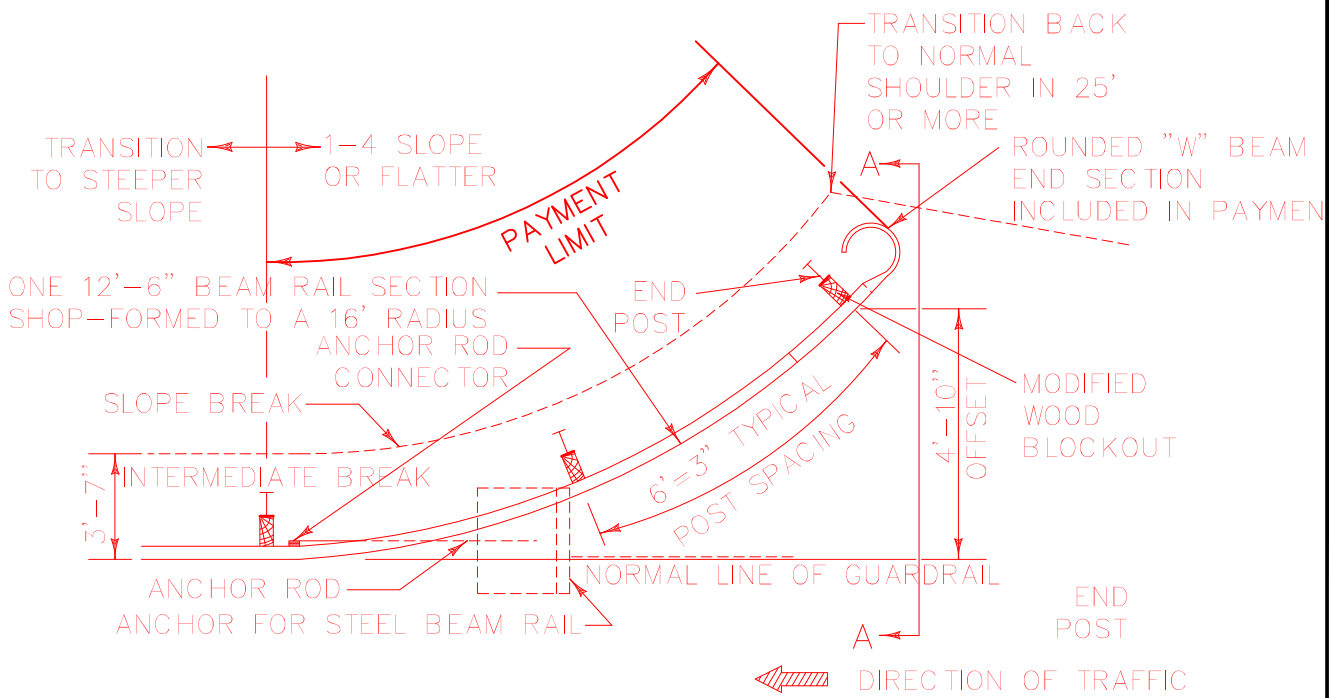 TRANSITION BACK
TO NORMAL
SHOULDER IN 25'
OR MORE
TRANSITION
TO STEEPER
SLOPE
1-4 SLOPE
OR FLATTER
PAYMENT
LIMIT
A
ROUNDED "W" BEAM
END SECTION
INCLUDED IN PAYMEN
ONE 12'-6" BEAM RAIL SECTION
SHOP-FORMED TO A 16' RADIUS
END
POST
ANCHOR ROD
CONNECTOR
SLOPE BREAK
INTERMEDIATE BREAK
3'-7"
6'=3" TYPICAL
POST SPACING
4'-10"
OFFSET
MODIFIED
WOOD
BLOCKOUT
NORMAL LINE OF GUARDRAIL
ANCHOR ROD
ANCHOR FOR STEEL BEAM RAIL
END
POST
A
DIRECTION OF TRAFFIC